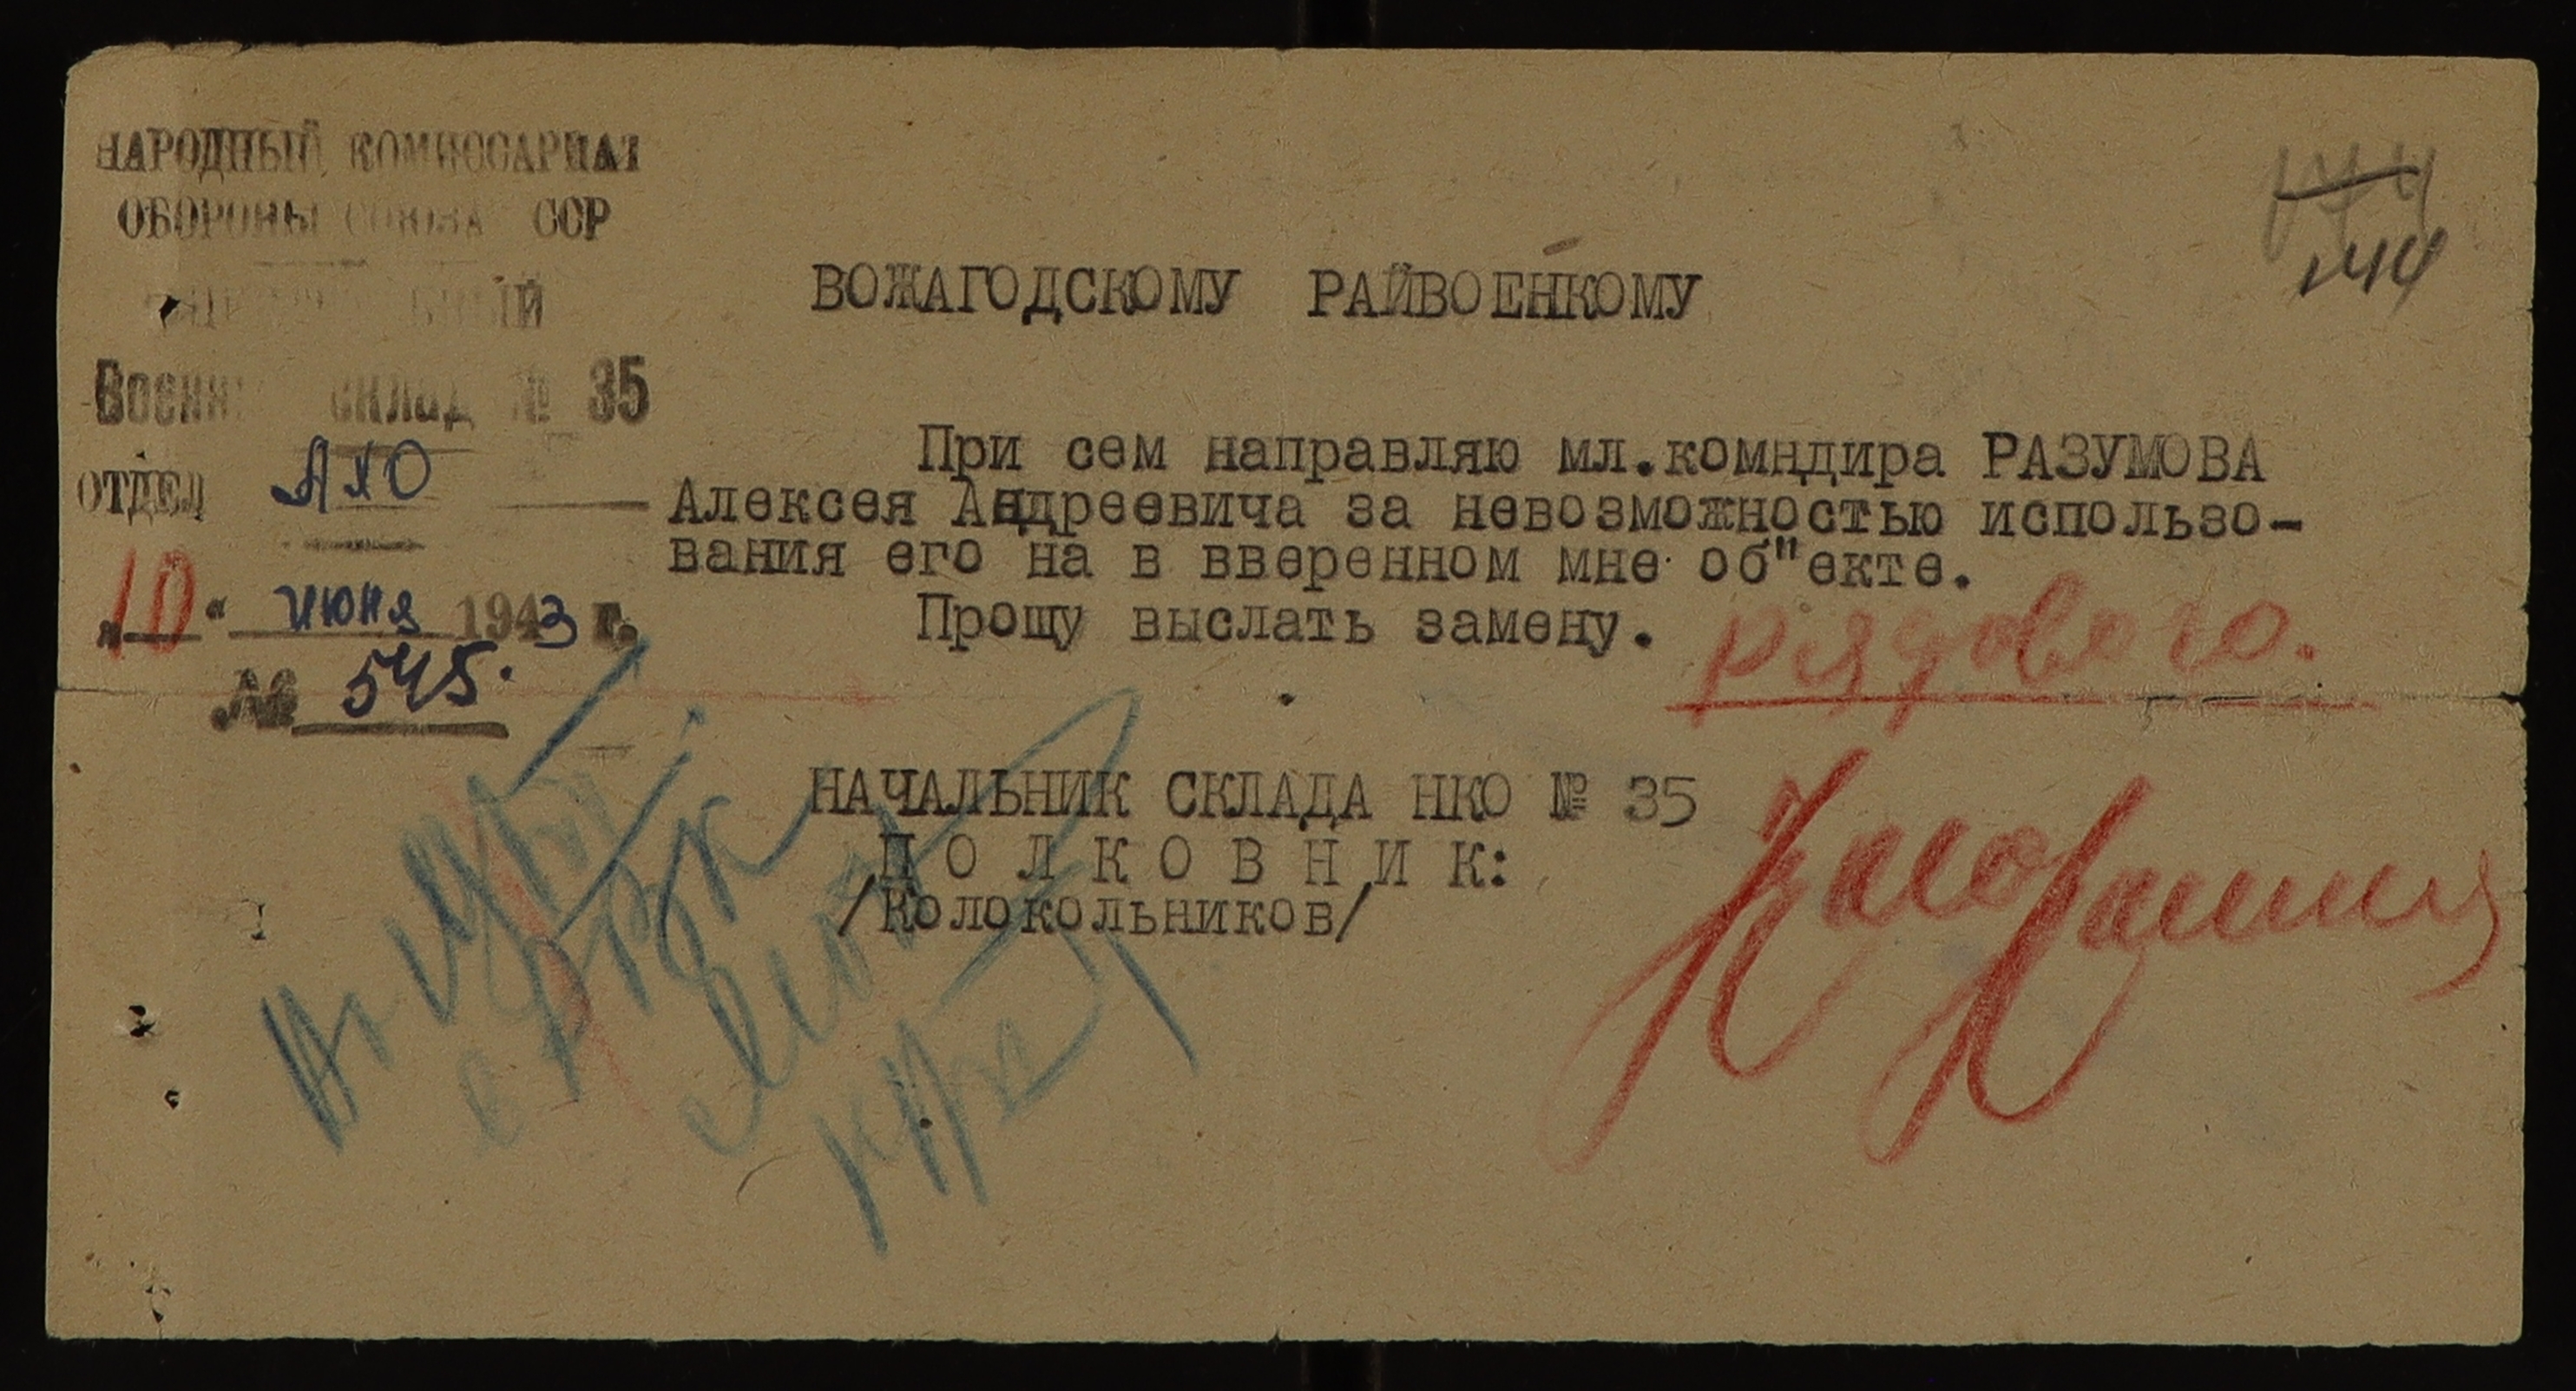 НАРОДНЫЙ КОМИССАРИАТ
ОБОРОНЫ СОЮЗА ССР
склад № 35
ОТДЕЛ АХО
"10" июня 1943 г.
№ 545.
144
ВОЖАГОДСКОМУ РАЙВОЕНКОМУ
При сем направляю мл.комндира РАЗУМОВА
Алексея Андреевича за невозможностью использо-
вания его на в вверенном мне об"екте.
Прошу выслать замену. рядового.
НАЧАЛЬНИК СКЛАДА НКО № 35
ПОЛКОВНИК:
/Колокольников/